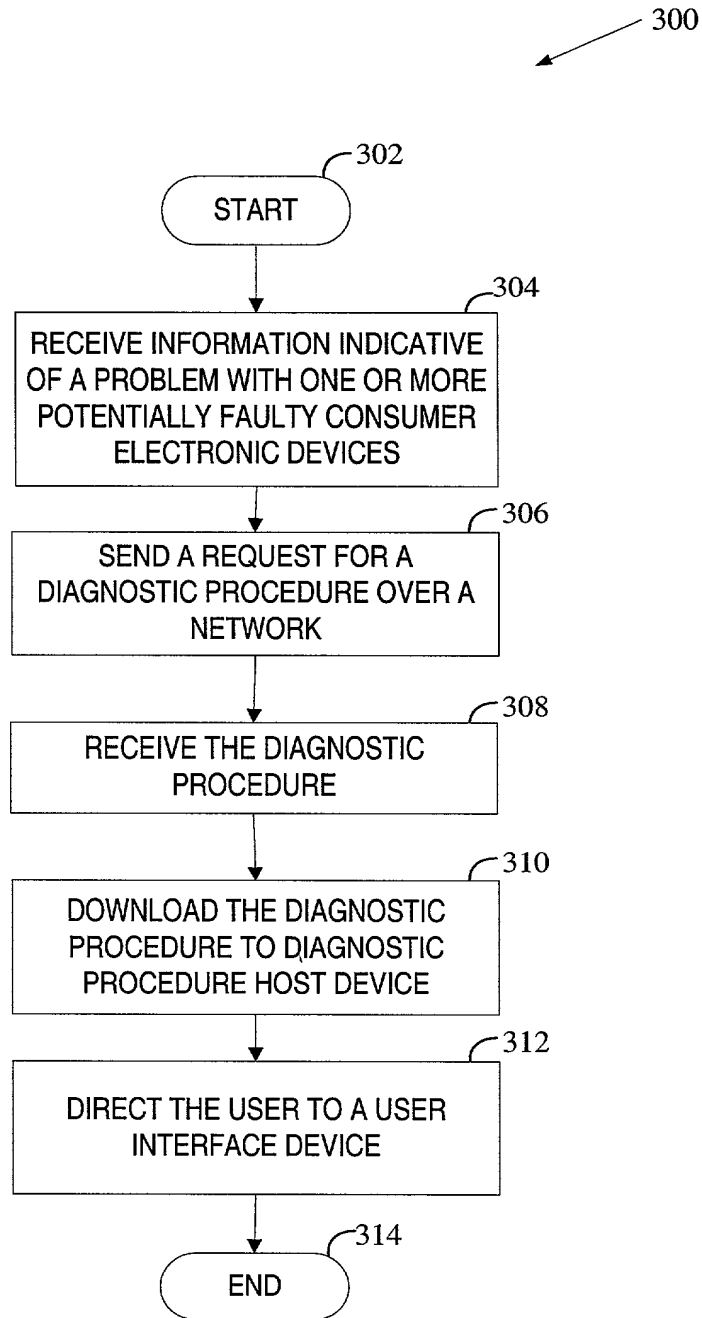 300
302
START
304
RECEIVE INFORMATION INDICATIVE
OF A PROBLEM WITH ONE OR MORE
POTENTIALLY FAULTY CONSUMER
ELECTRONIC DEVICES
306
SEND A REQUEST FOR A
DIAGNOSTIC PROCEDURE OVER A
NETWORK
308
RECEIVE THE DIAGNOSTIC
PROCEDURE
310
DOWNLOAD THE DIAGNOSTIC
PROCEDURE TO DIAGNOSTIC
PROCEDURE HOST DEVICE
312
DIRECT THE USER TO A USER
INTERFACE DEVICE
314
END